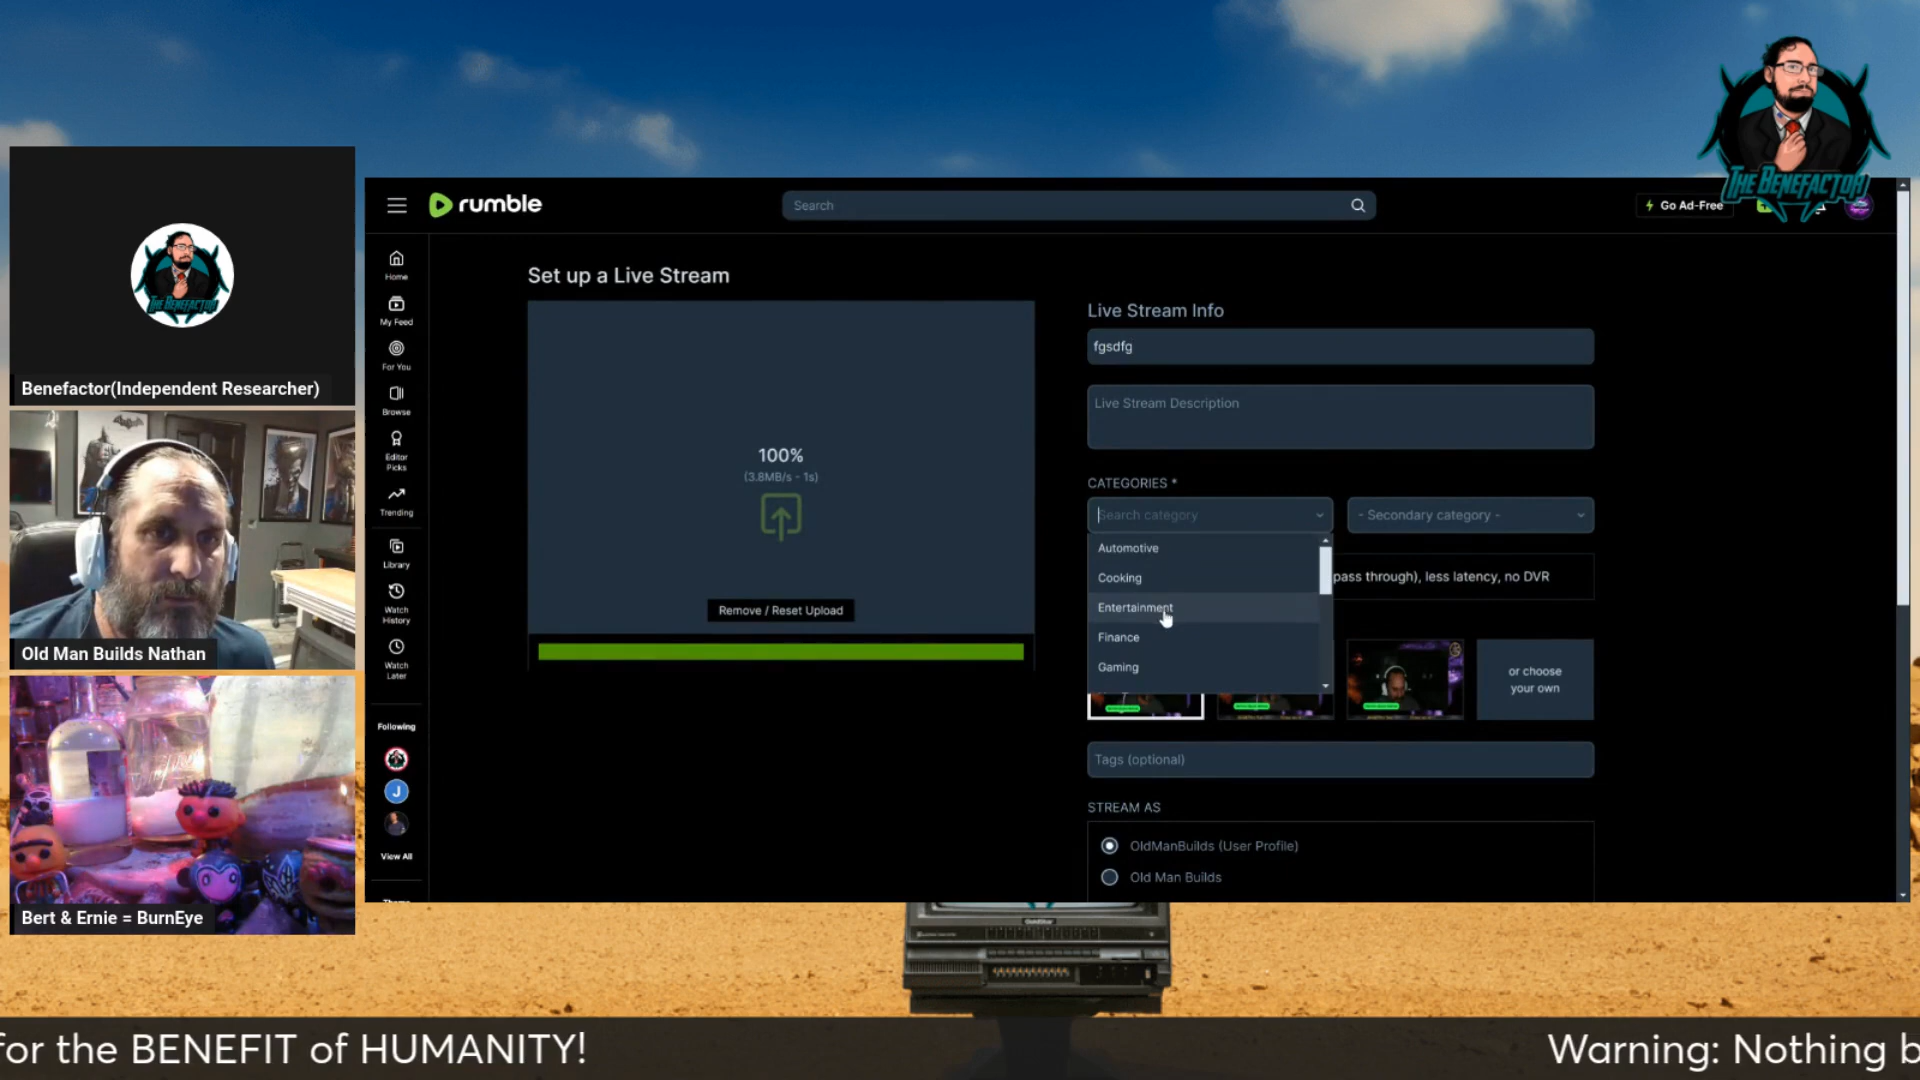 THE BENEFACTOR
rumble
Search
Go Ad-Free
Home
My Feed
For You
Browse
Editor
Picks
Trending
Library
Watch
History
Watch
Later
Following
J
View All
Set up a Live Stream
100%
(3.8MB/s - 1s)
Remove / Reset Upload
Live Stream Info
fgsdfg
Live Stream Description
CATEGORIES *
Search category
- Secondary category -
Automotive
Cooking
Entertainment
Finance
Gaming
pass through), less latency, no DVR
or choose
your own
Tags (optional)
STREAM AS
OldManBuilds (User Profile)
Old Man Builds
THE BENEFACTOR
Benefactor(Independent Researcher)
Old Man Builds Nathan
Bert & Ernie = BurnEye
GoldStar
for the BENEFIT of HUMANITY!
Warning: Nothing b